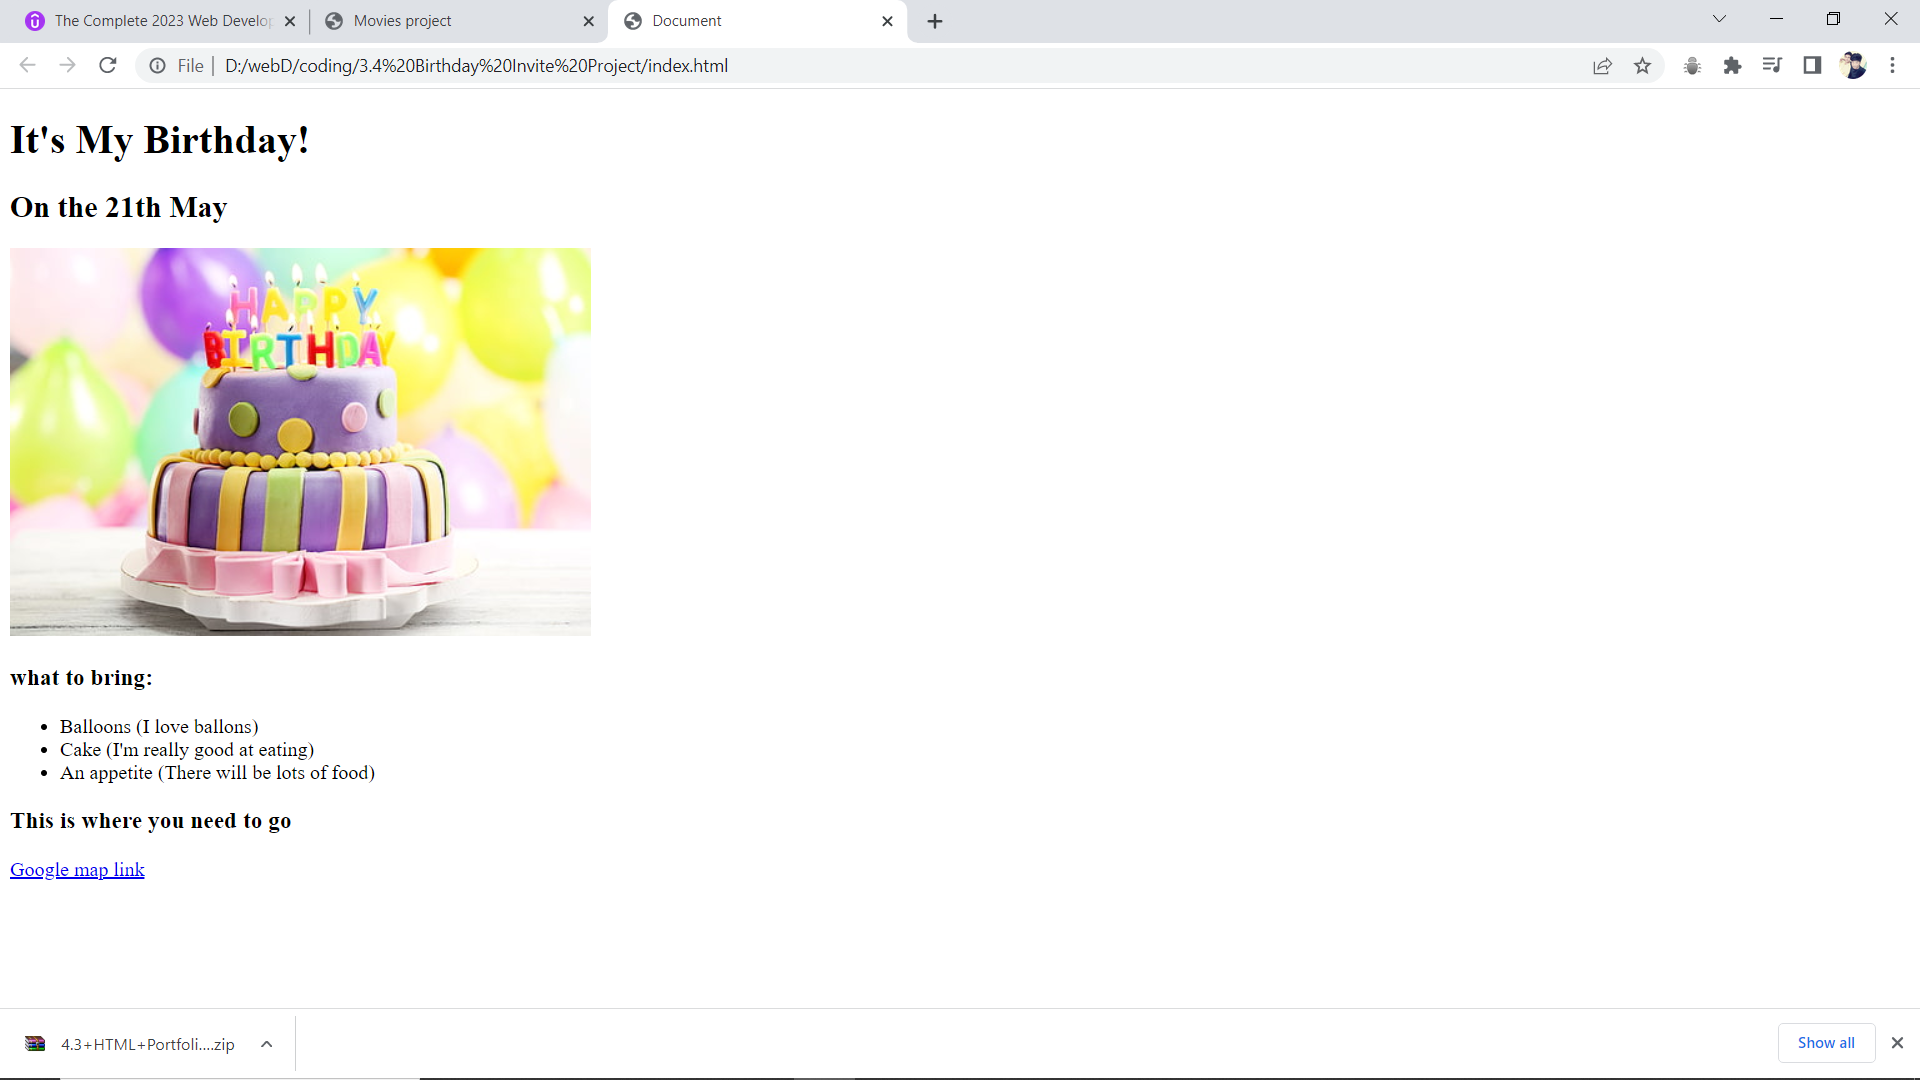 The Complete 2023 Web Develop
Movies project
Document
File
D:/webD/coding/3.4%20Birthday%20Invite%20Project/index.html
It's My Birthday!
On the 21th May
HAPPY
BIRTHDAY
what to bring:
Balloons (I love ballons)
Cake (I'm really good at eating)
An appetite (There will be lots of food)
This is where you need to go
Google map link
4.3+HTML+Portfoli....zip
Show all